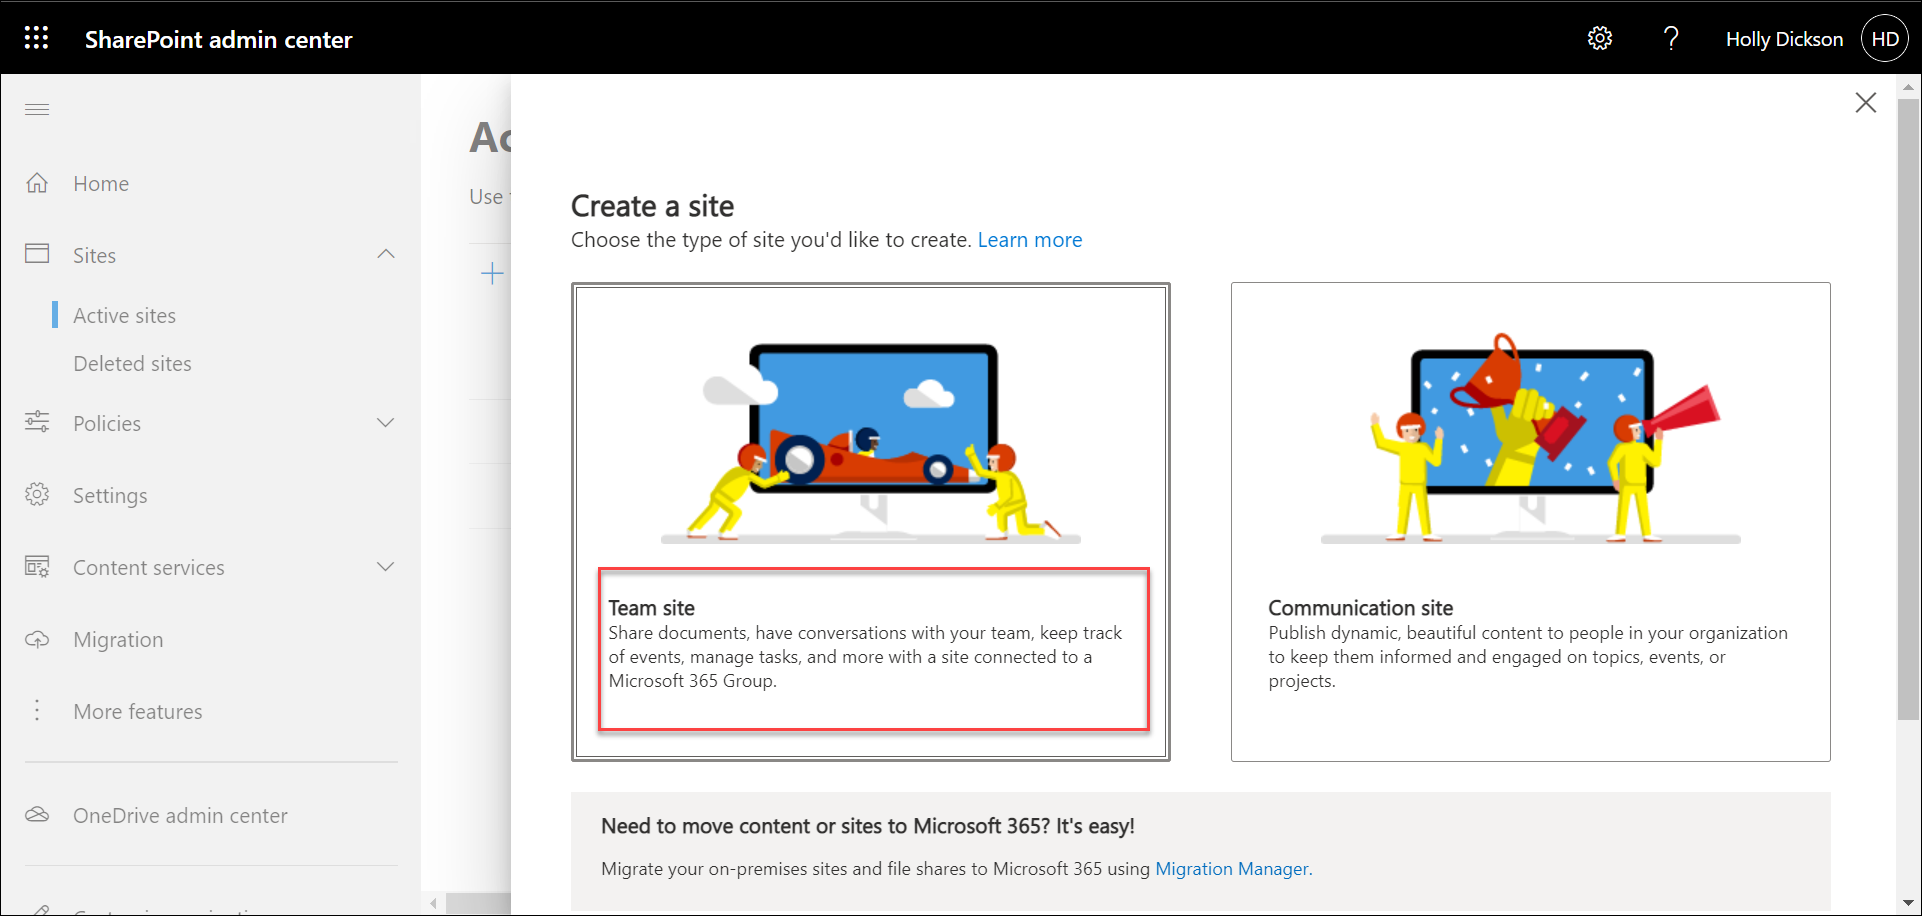 SharePoint admin center
Holly Dickson
HD
Home
Sites
Active sites
Deleted sites
Policies
Settings
Content services
Migration
More features
OneDrive admin center
Use
Create a site
Choose the type of site you'd like to create. Learn more
Team site
Share documents, have conversations with your team, keep track
of events, manage tasks, and more with a site connected to a
Microsoft 365 Group.
Communication site
Publish dynamic, beautiful content to people in your organization
to keep them informed and engaged on topics, events, or
projects.
Need to move content or sites to Microsoft 365? It's easy!
Migrate your on-premises sites and file shares to Microsoft 365 using Migration Manager.